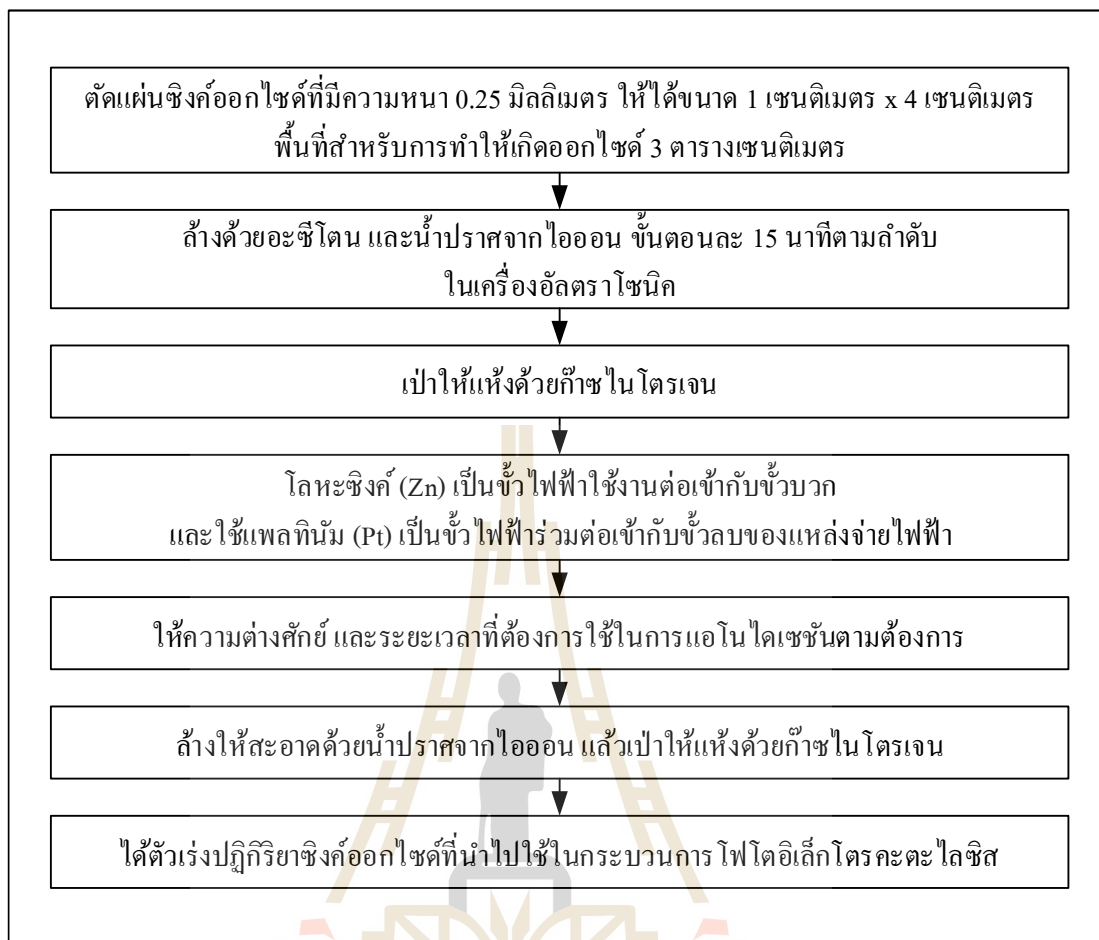 ตัดแผ่นซิงค์ออกไซด์ที่มีความหนา 0.25 มิลลิเมตร ให้ได้ขนาด 1 เซนติเมตร x 4 เซนติเมตร
พื้นที่สำหรับการทำให้เกิดออกไซด์ 3 ตารางเซนติเมตร
ล้างด้วยอะซีโตน และน้ำปราศจากไอออน ขั้นตอนละ 15 นาทีตามลำดับ
ในเครื่องอัลตราโซนิค
เป่าให้แห้งด้วยก๊าซไนโตรเจน
โลหะซิงค์ (Zn) เป็นขั้วไฟฟ้าใช้งานต่อเข้ากับขั้วบวก
และใช้แพลทินัม (Pt) เป็นขั้วไฟฟ้าร่วมต่อเข้ากับขั้วลบของแหล่งจ่ายไฟฟ้า
ให้ความต่างศักย์ และระยะเวลาที่ต้องการใช้ในการแอโนไดเซชันตามต้องการ
ล้างให้สะอาดด้วยน้ำปราศจากไอออน แล้วเป่าให้แห้งด้วยก๊าซไนโตรเจน
ได้ตัวเร่งปฏิกิริยาซิงค์ออกไซด์ที่นำไปใช้ในกระบวนการโฟโตอิเล็กโตรคะตะไลซิส